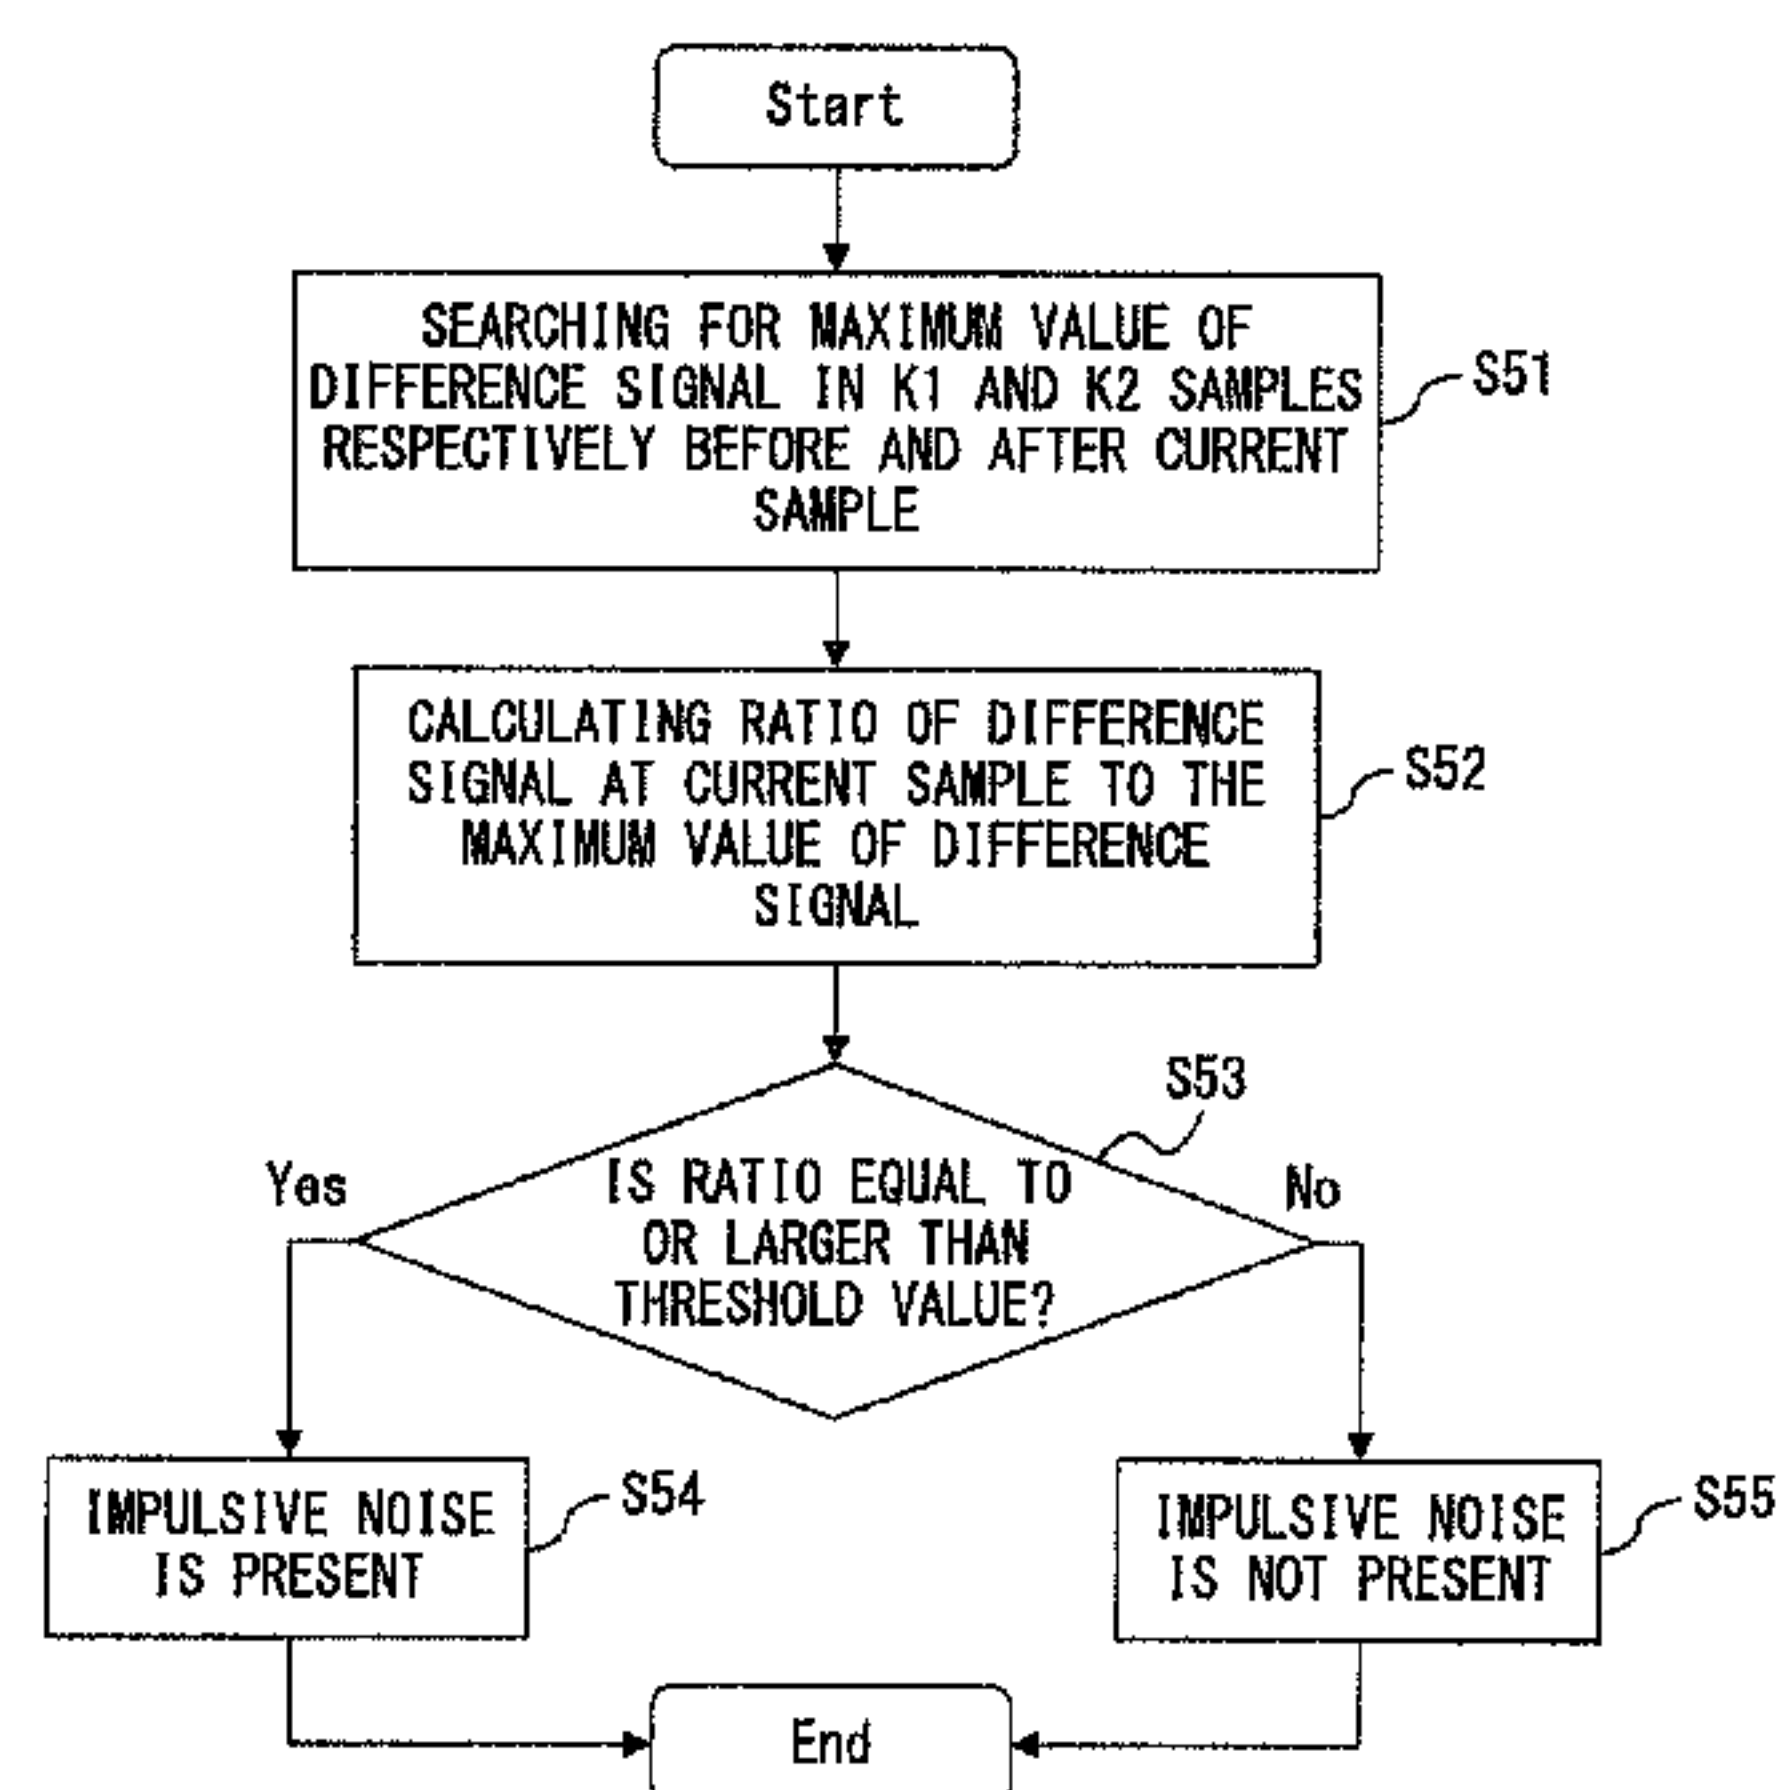 Start
SEARCHING FOR MAXIMUM VALUE OF
DIFFERENCE SIGNAL IN K1 AND K2 SAMPLES
RESPECTIVELY BEFORE AND AFTER CURRENT
SAMPLE
S51
CALCULATING RATIO OF DIFFERENCE
SIGNAL AT CURRENT SAMPLE TO THE
MAXIMUM VALUE OF DIFFERENCE
SIGNAL
S52
S53
Yes
IS RATIO EQUAL TO
OR LARGER THAN
THRESHOLD VALUE?
No
IMPULSIVE NOISE
IS PRESENT
S54
IMPULSIVE NOISE
IS NOT PRESENT
S55
End